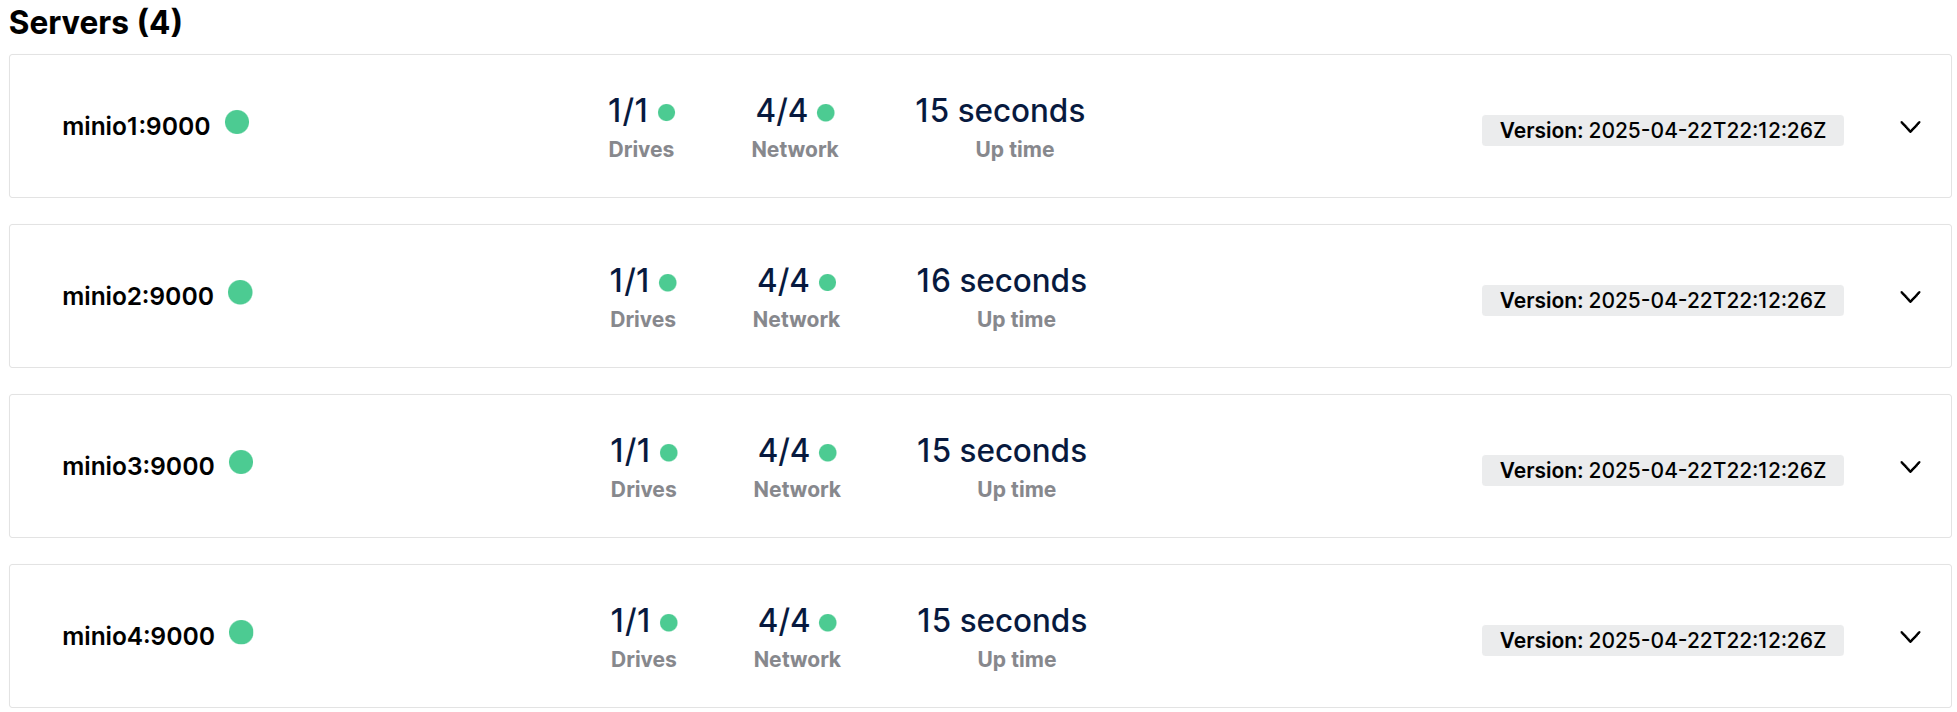 Servers (4)
minio1:9000 1/1 4/4 15 seconds Version: 2025-04-22T22:12:26Z
Drives Network Up time
minio2:9000 1/1 4/4 16 seconds Version: 2025-04-22T22:12:26Z
Drives Network Up time
minio3:9000 1/1 4/4 15 seconds Version: 2025-04-22T22:12:26Z
Drives Network Up time
minio4:9000 1/1 4/4 15 seconds Version: 2025-04-22T22:12:26Z
Drives Network Up time